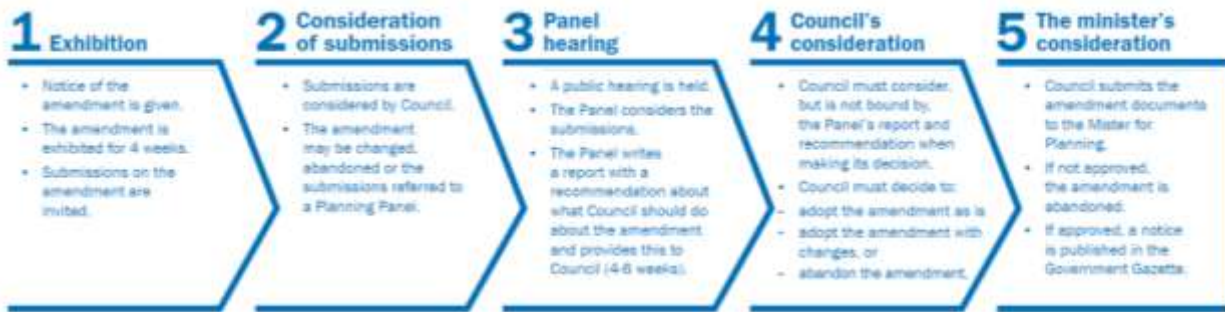 1 Exhibition
• Notice of the
amendment is given.
• The amendment is
exhibited for 4 weeks.
• Submissions on the
amendment are
invited.
2 Consideration
of submissions
• Submissions are
considered by Council.
• The amendment
may be changed,
abandoned or the
submissions referred to
a Planning Panel.
3 Panel
hearing
• A public hearing is held.
• The Panel considers the
submissions.
• The Panel writes
a report with a
recommendation about
what Council should do
about the amendment
and provides this to
Council (4-6 weeks).
4 Council's
consideration
• Council must consider,
but is not bound by,
the Panel's report and
recommendation when
making its decision.
• Council must decide to:
– adopt the amendment as is
– adopt the amendment with
changes, or
– abandon the amendment.
5 The minister's
consideration
• Council submits the
amendment documents
to the Mister for
Planning.
• If not approved,
the amendment is
abandoned.
• If approved, a notice
is published in the
Government Gazette.